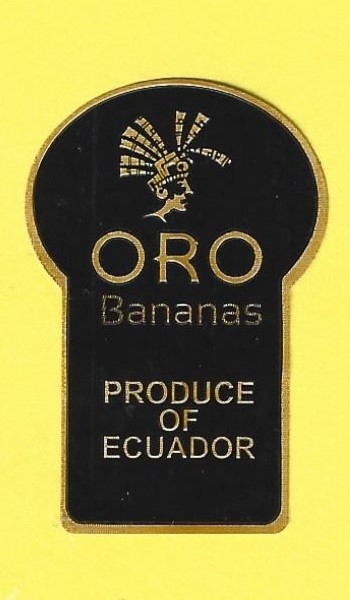 ORO
Bananas
PRODUCE
OF
ECUADOR